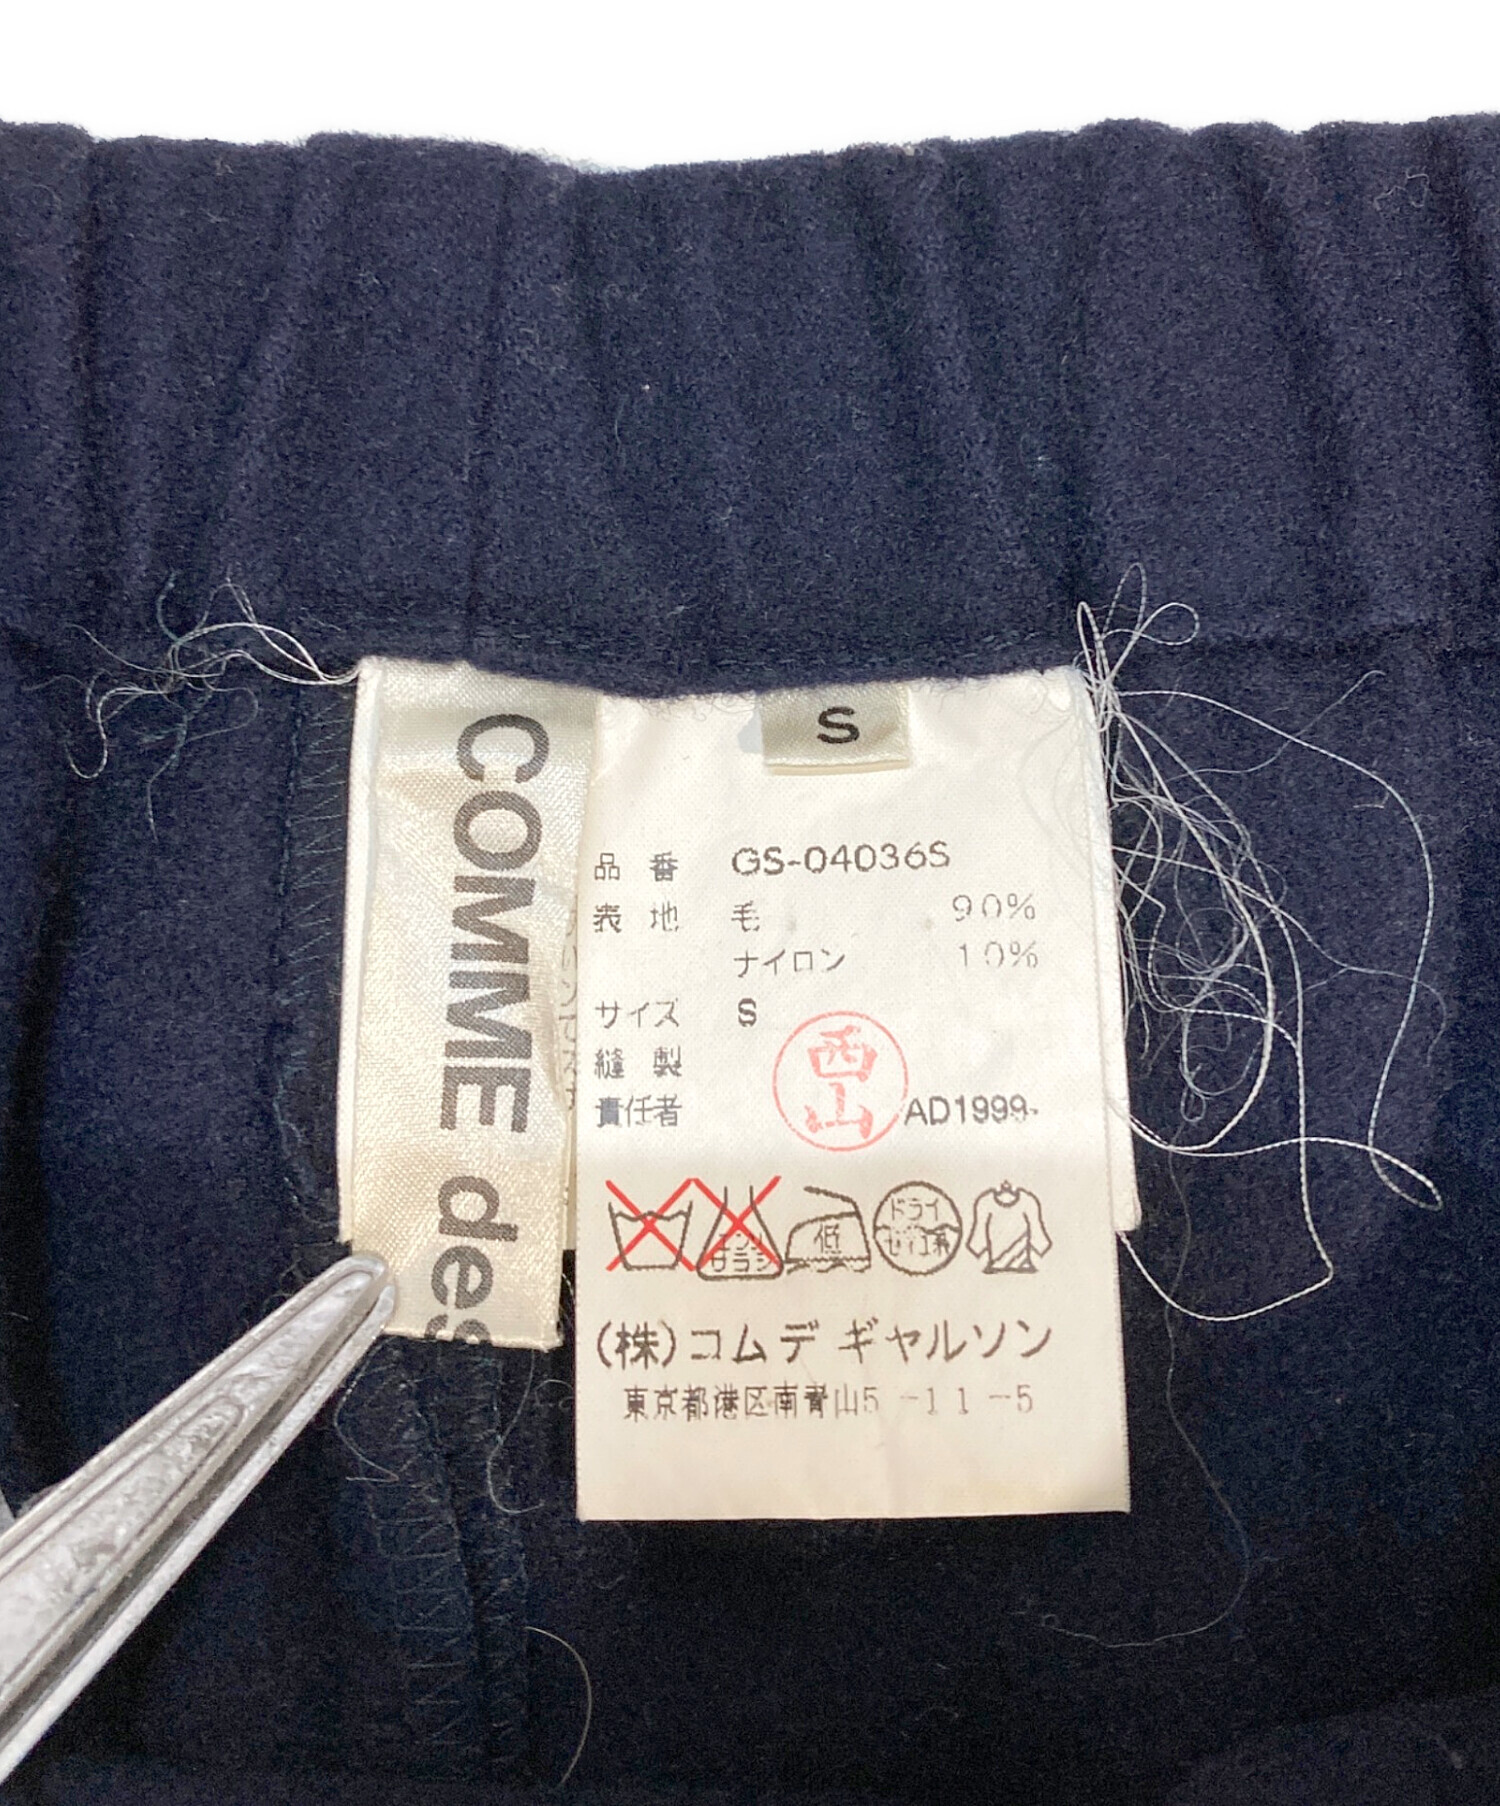 COMME des
S
品番 GS-04036S
表地 毛 90%
ナイロン 10%
サイズ S
縫製
責任者 西山 AD1999
低
ドライ
(株)コムデ ギャルソン
東京都港区南青山5-11-5